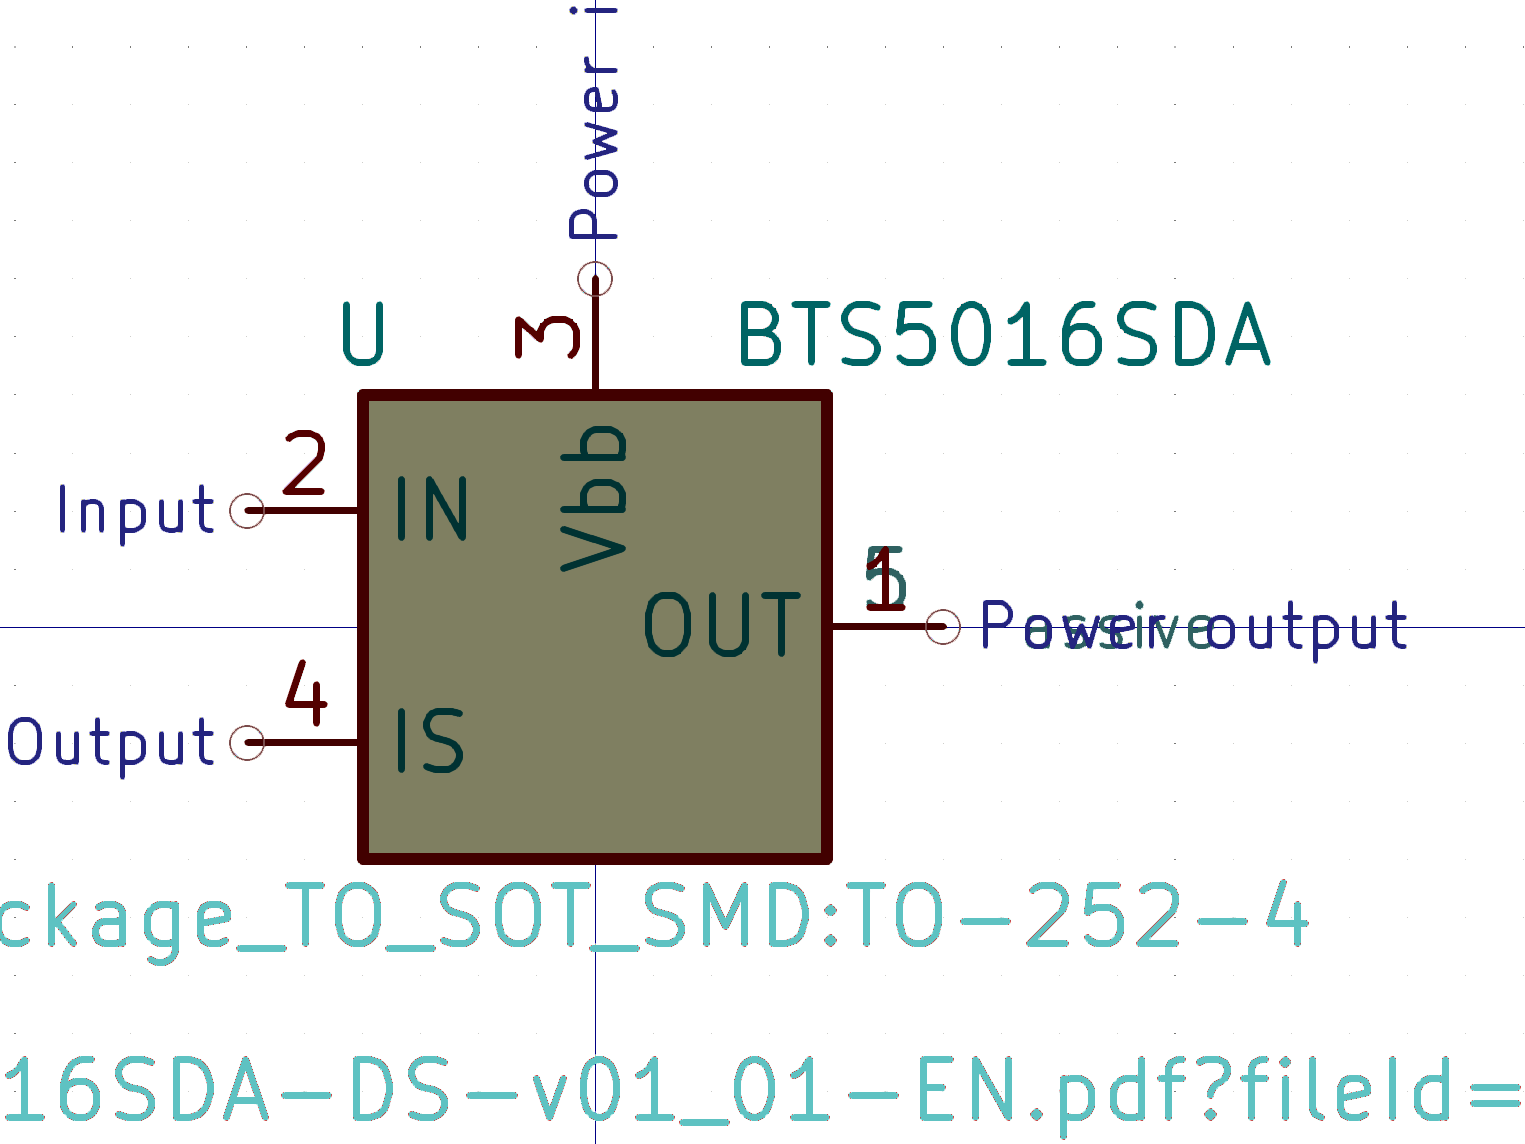 Power i
U
3
BTS5016SDA
2
Input
IN
Vbb
5
1
OUT
Power output
passive
4
Output
IS
ckage_TO_SOT_SMD:TO-252-4
16SDA-DS-v01_01-EN.pdf?fileId=